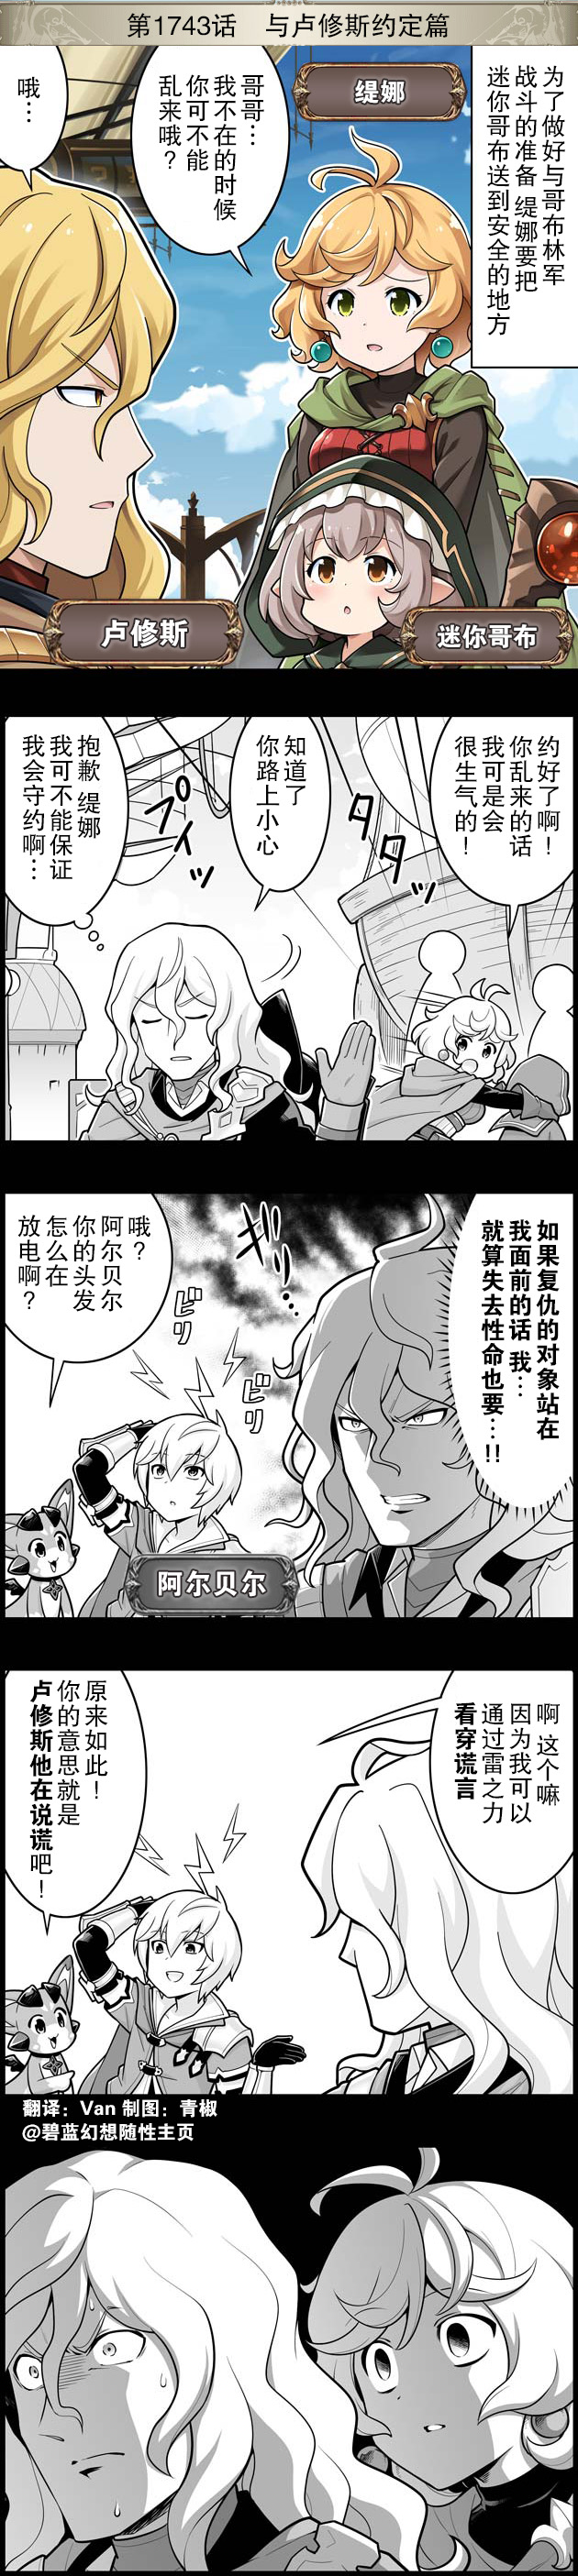 第1743话　与卢修斯约定篇
为了做好与哥布林军
战斗的准备 缇娜要把
迷你哥布送到安全的地方
缇娜
哥哥…
我不在的时候
你可不能
乱来哦？
哦…
卢修斯
迷你哥布
约好了啊！
你乱来的话
我可是会
很生气的！
タタッ
知道了
你路上小心
プイッ
抱歉 缇娜
我可不能保证
我会守约啊…
如果复仇的对象站在
我面前的话 我…
就算失去性命也要…!!
ギリ…
哦？
阿尔贝尔
你的头发
怎么在
放电啊？
ビリ
ビリ
阿尔贝尔
啊 这个嘛
因为我可以
通过雷之力
看穿谎言
原来如此！
你的意思就是
卢修斯他在说谎吧！
翻译：Van 制图：青椒
@碧蓝幻想随性主页